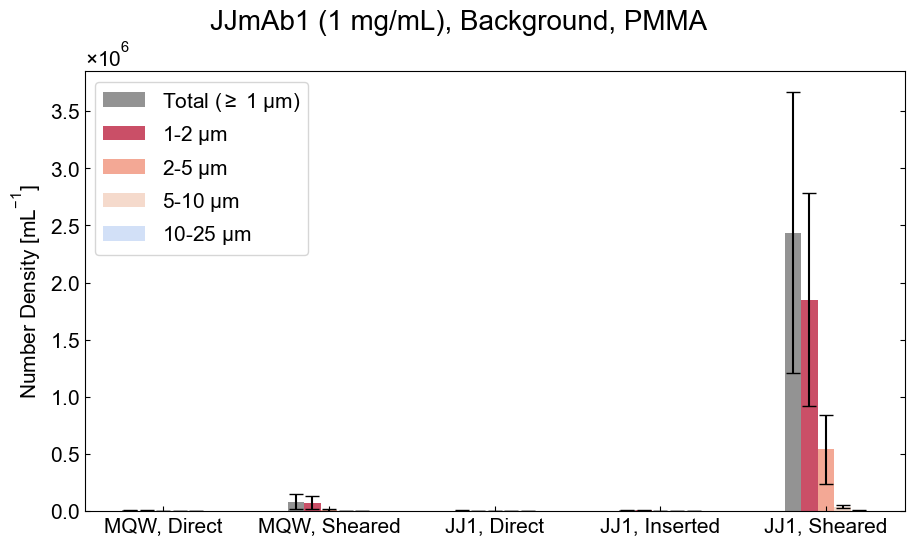 JJmAb1 (1 mg/mL), Background, PMMA
×10⁶
Total (≥ 1 µm)
1-2 µm
2-5 µm
5-10 µm
10-25 µm
Number Density [mL⁻¹]
3.5
3.0
2.5
2.0
1.5
1.0
0.5
0.0
MQW, Direct
MQW, Sheared
JJ1, Direct
JJ1, Inserted
JJ1, Sheared